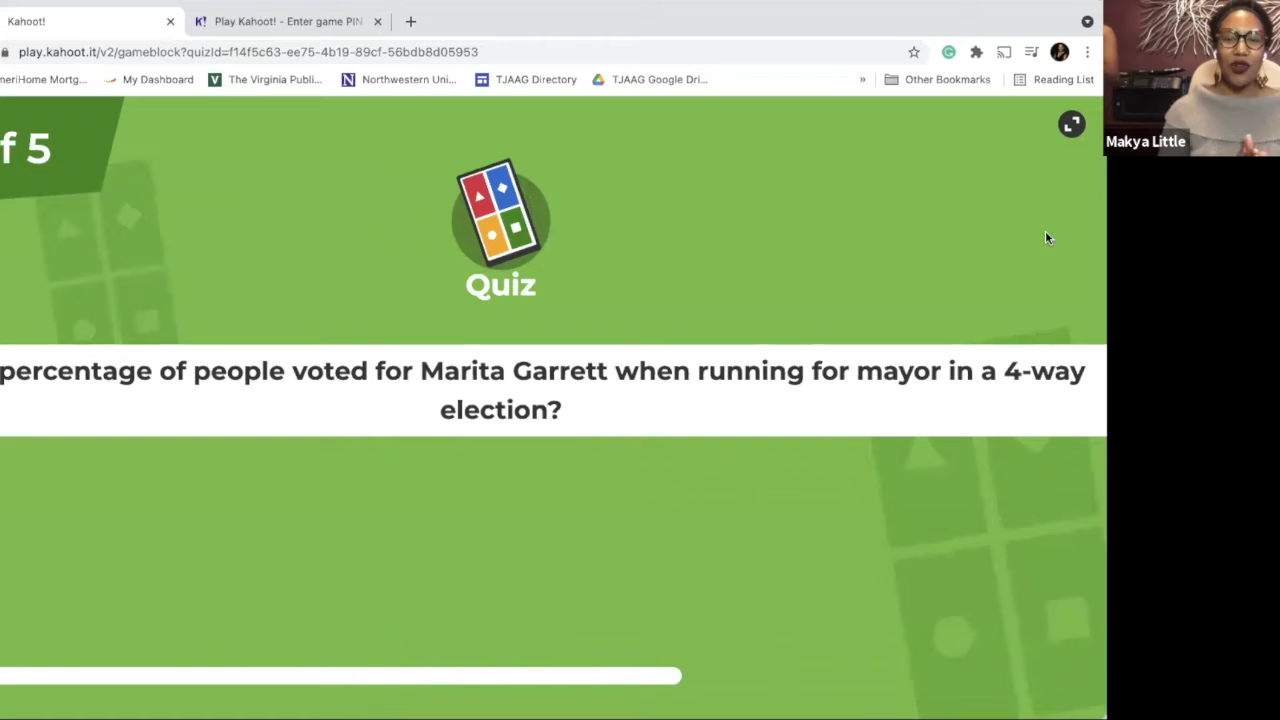 Kahoot!
K! Play Kahoot! - Enter game PIN
play.kahoot.it/v2/gameblock?quizId=f14f5c63-ee75-4b19-89cf-56bdb8d05953
meriHome Mortg... My Dashboard V The Virginia Publi... N Northwestern Uni... TJAAG Directory TJAAG Google Dri... » Other Bookmarks Reading List
Makya Little
f 5
Quiz
percentage of people voted for Marita Garrett when running for mayor in a 4-way
election?